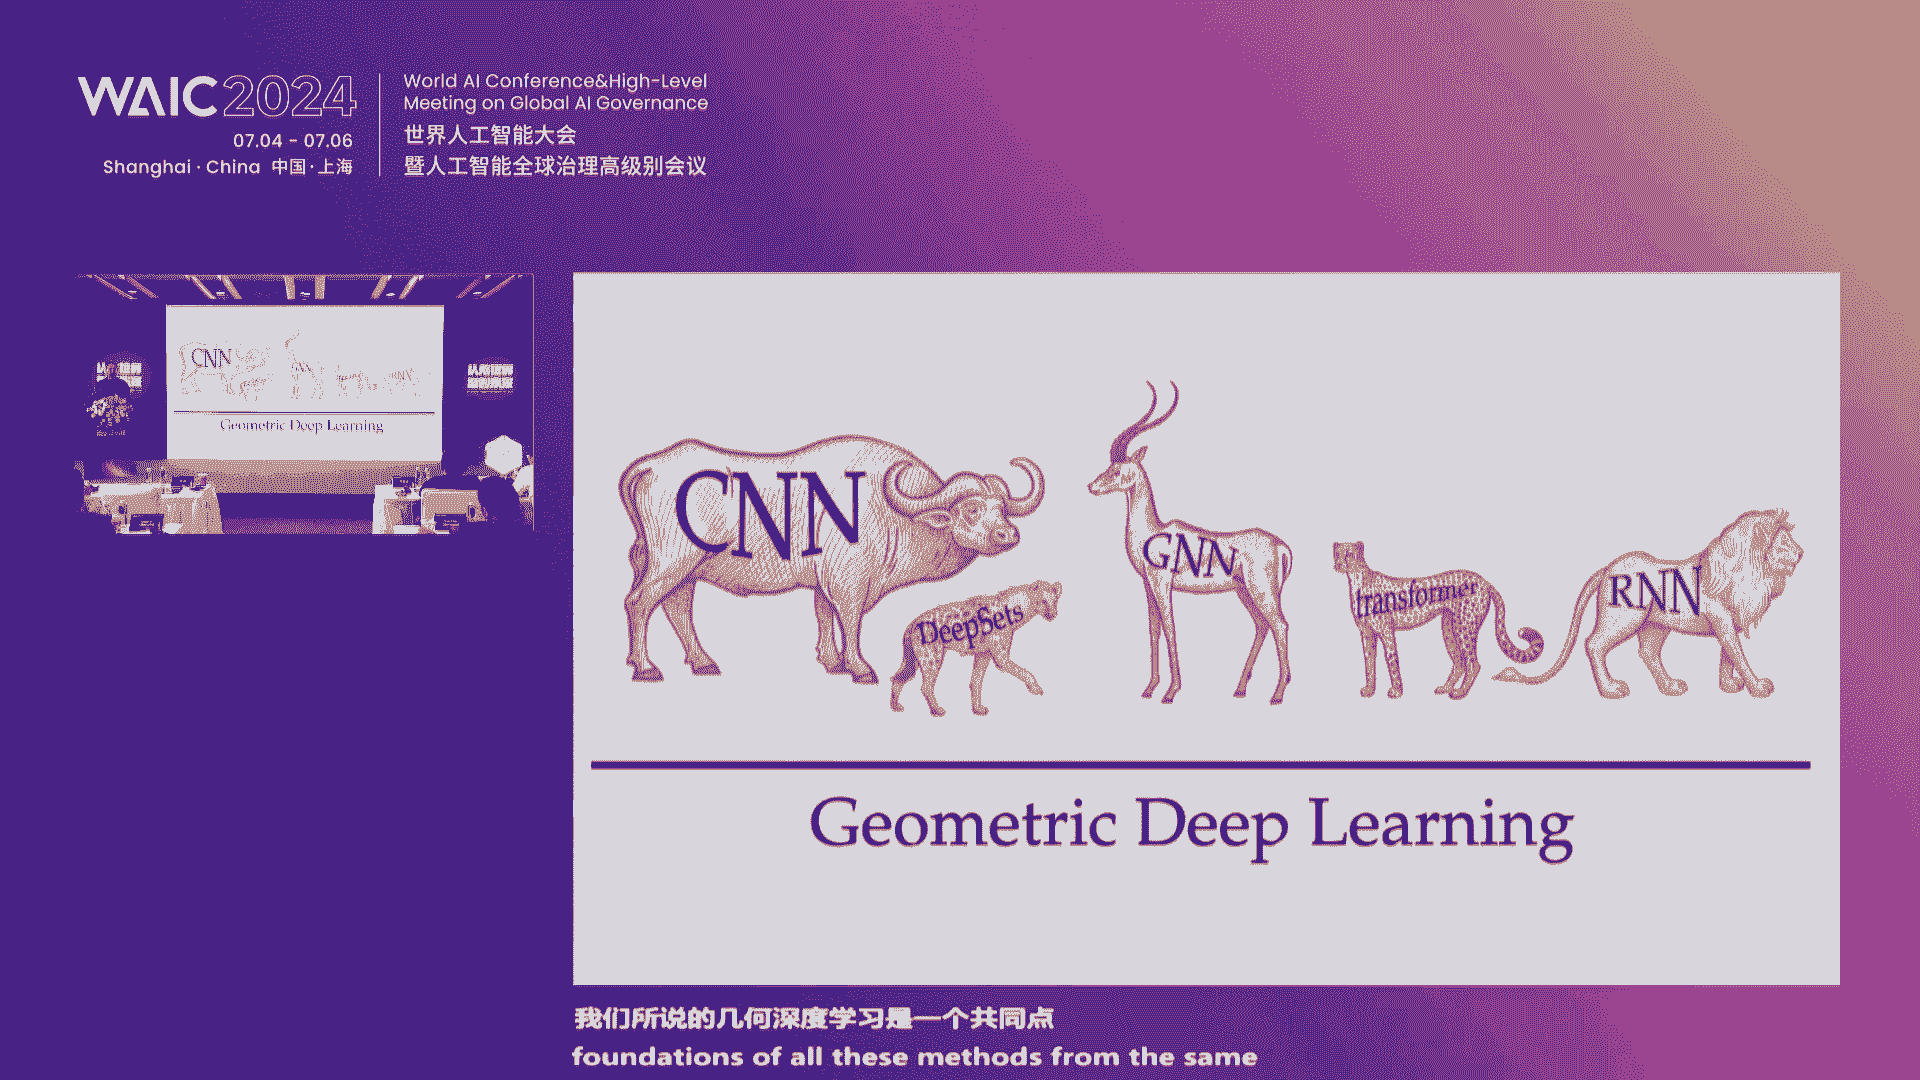 WAIC 2024
07.04 - 07.06
Shanghai · China 中国·上海
World AI Conference&High-Level
Meeting on Global AI Governance
世界人工智能大会
暨人工智能全球治理高级别会议
CNN
Geometric Deep Learning
CNN
DeepSets
GNN
transformer
RNN
Geometric Deep Learning
我们所说的几何深度学习是一个共同点
foundations of all these methods from the same